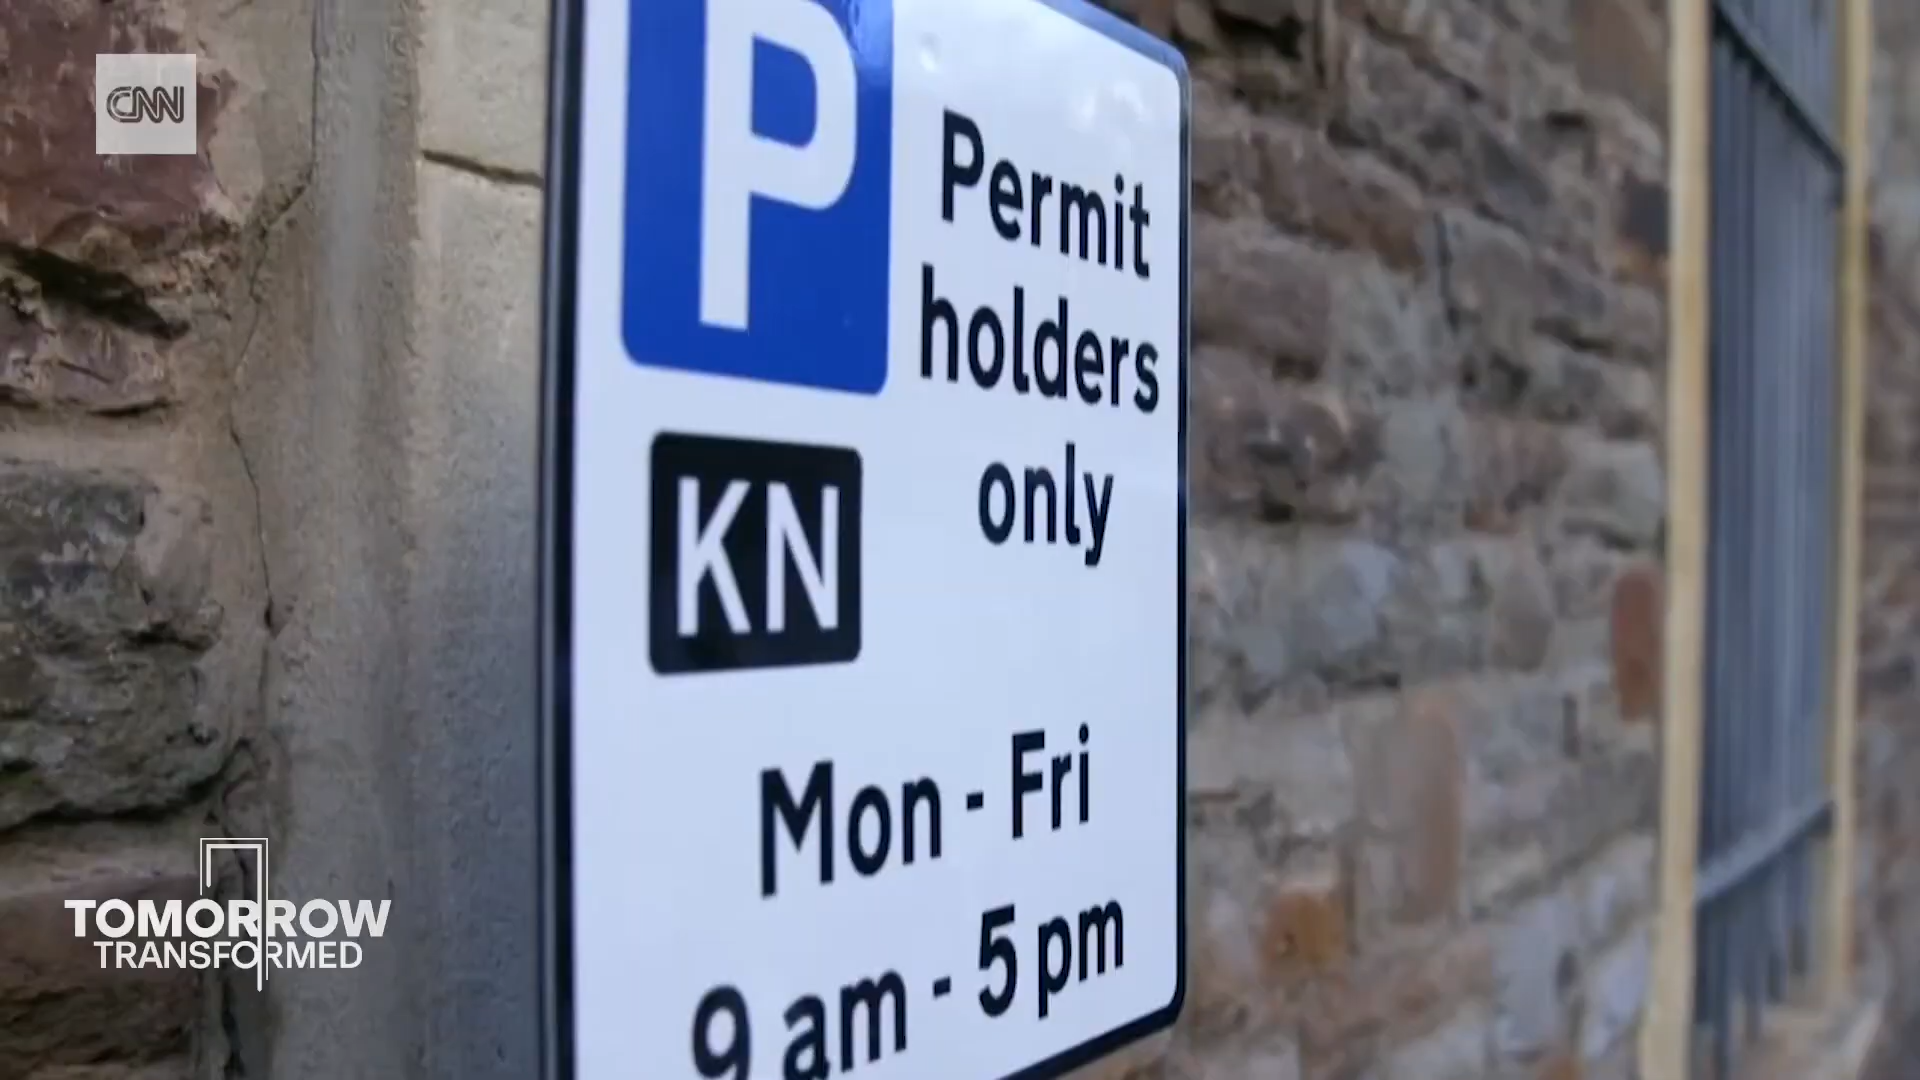 CNN
P
Permit
holders
only
KN
Mon - Fri
9 am - 5 pm
TOMORROW
TRANSFORMED